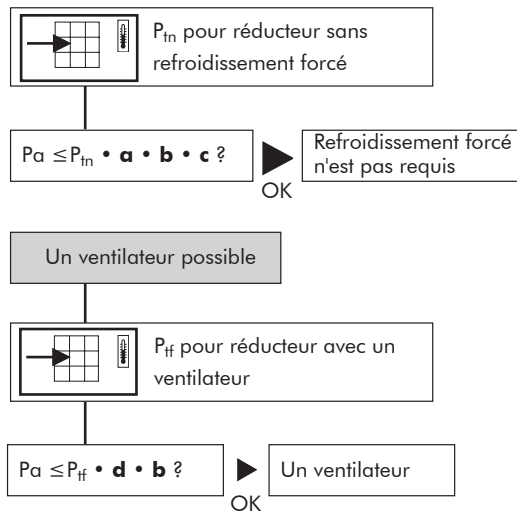 Ptn pour réducteur sans
refroidissement forcé
Pa ≤Ptn • a • b • c ?
OK
Refroidissement forcé
n'est pas requis
Un ventilateur possible
Ptf pour réducteur avec un
ventilateur
Pa ≤Ptf • d • b ?
OK
Un ventilateur